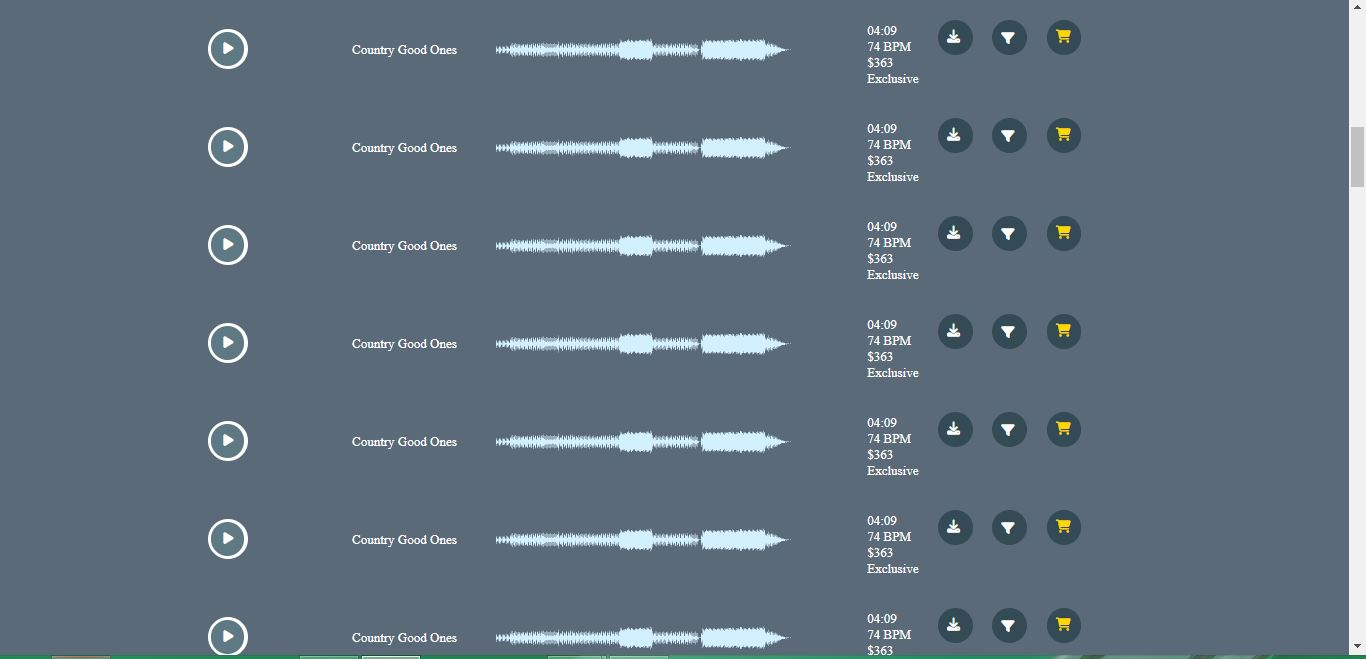 Country Good Ones
04:09
74 BPM
$363
Exclusive
Country Good Ones
04:09
74 BPM
$363
Exclusive
Country Good Ones
04:09
74 BPM
$363
Exclusive
Country Good Ones
04:09
74 BPM
$363
Exclusive
Country Good Ones
04:09
74 BPM
$363
Exclusive
Country Good Ones
04:09
74 BPM
$363
Exclusive
Country Good Ones
04:09
74 BPM
$363